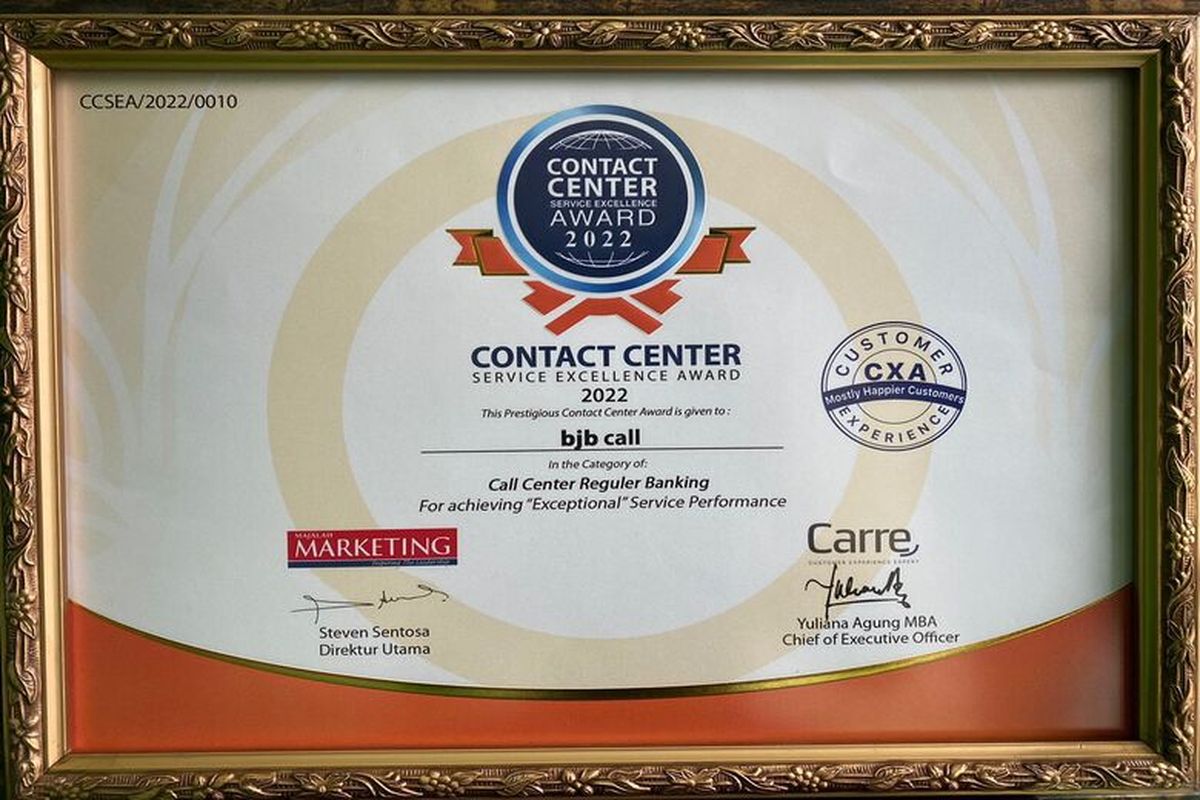 CCSEA/2022/0010
CONTACT
CENTER
SERVICE EXCELLENCE
AWARD
2022
CONTACT CENTER
SERVICE EXCELLENCE AWARD
2022
This Prestigious Contact Center Award is given to :
bjb call
In the Category of:
Call Center Reguler Banking
For achieving “Exceptional” Service Performance
CUSTOMER
CXA
Mostly Happier Customers
EXPERIENCE
MAJALAH
MARKETING
Steven Sentosa
Direktur Utama
Carre
CUSTOMER EXPERIENCE EXPERT
Yuliana Agung MBA
Chief of Executive Officer